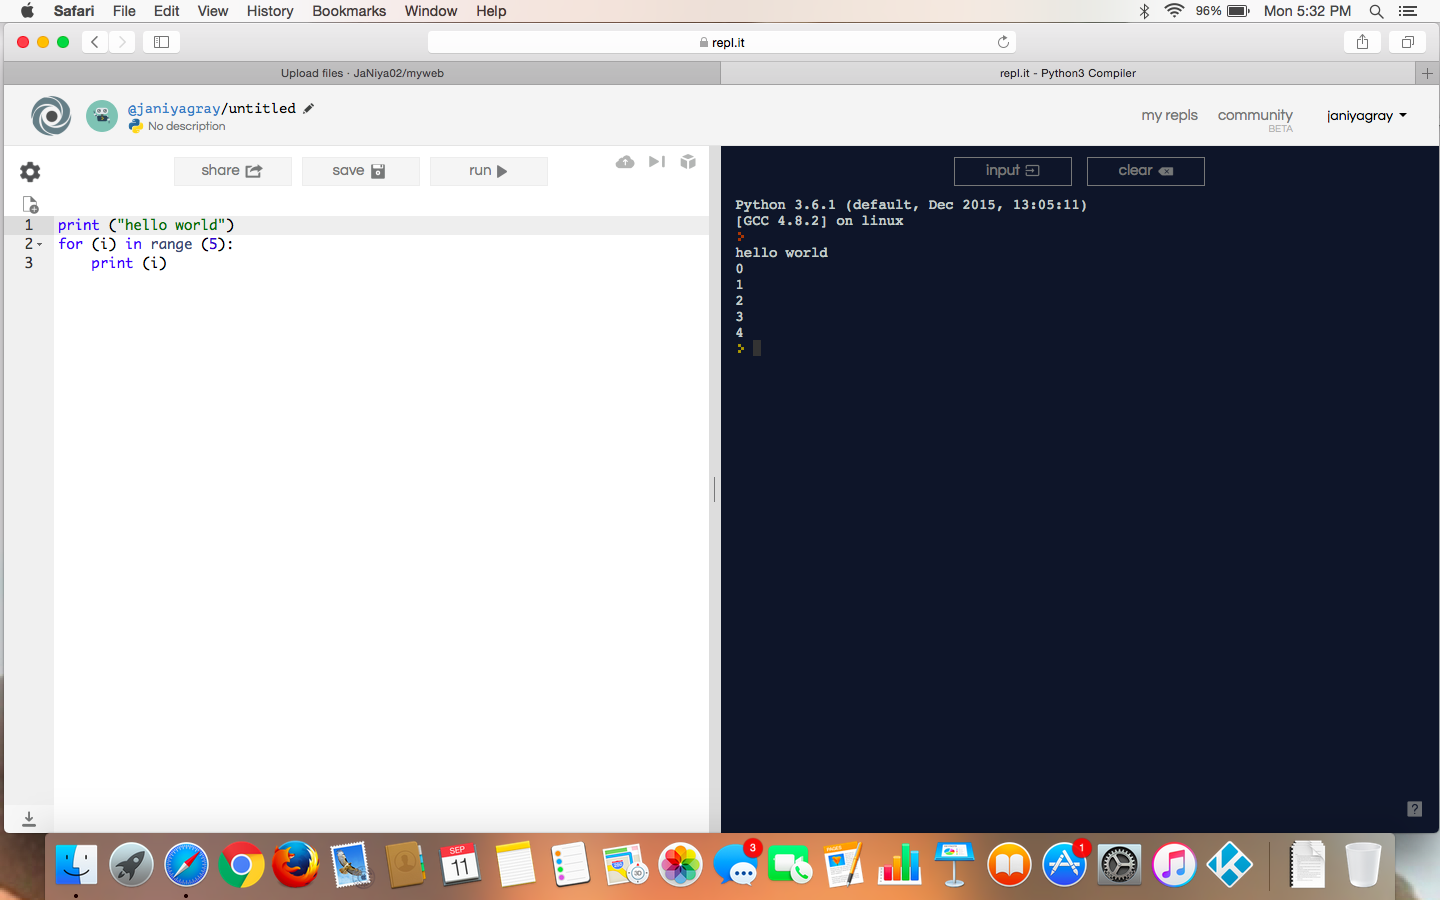 Safari File Edit View History Bookmarks Window Help 96% Mon 5:32 PM
repl.it
Upload files · JaNiya02/myweb repl.it - Python3 Compiler +
@janiyagray/untitled
No description
my repls community BETA janiyagray
share save run input clear
1 print ("hello world")
2 for (i) in range (5):
3     print (i)
Python 3.6.1 (default, Dec 2015, 13:05:11)
[GCC 4.8.2] on linux
hello world
0
1
2
3
4
?
SEP
11
3D
3
PAGES
1